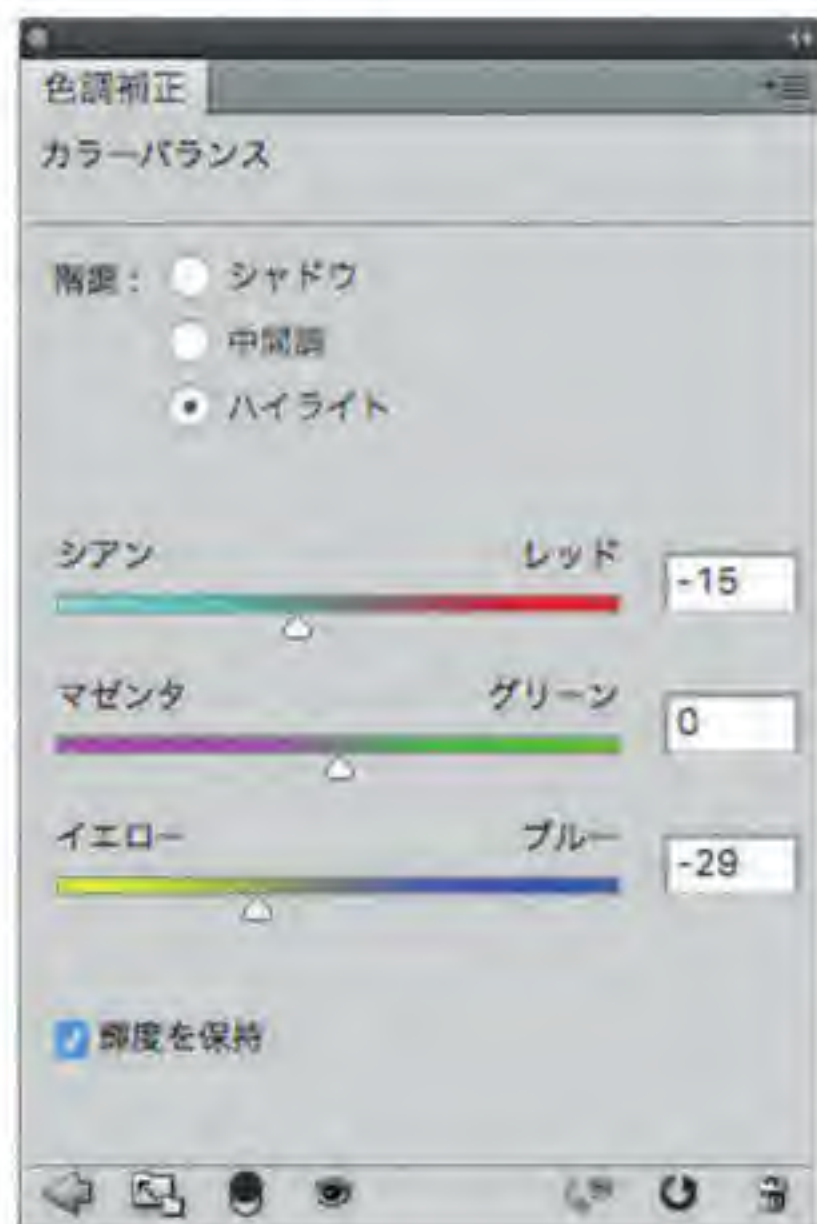 色調補正
カラーバランス
階調 : シャドウ
中間調
ハイライト
シアン レッド -15
マゼンタ グリーン 0
イエロー ブルー -29
輝度を保持